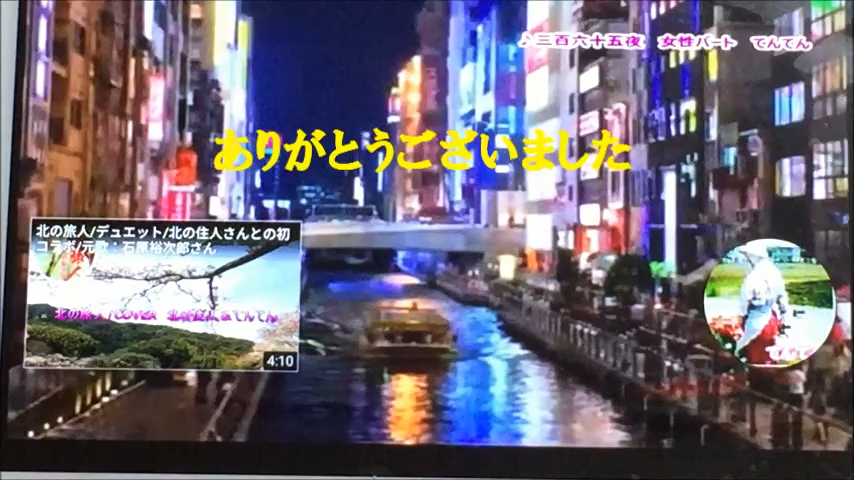 ♪三百六十五夜 女性パート てんてん
ありがとうございました
北の旅人/デュエット/北の住人さんとの初
コラボ/元歌：石原裕次郎さん
4:10